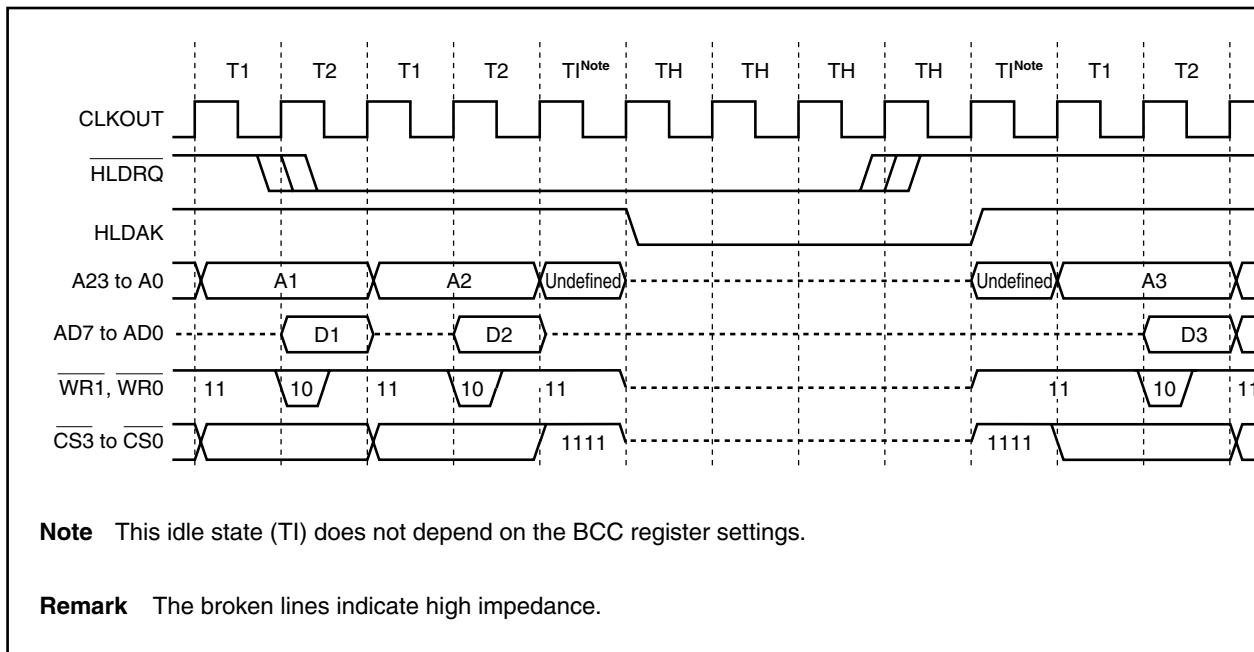 T1 T2 T1 T2 TINote TH TH TH TH TINote T1 T2
CLKOUT
HLDRQ
HLDAK
A23 to A0 A1 A2 Undefined Undefined A3
AD7 to AD0 D1 D2 D3
WR1, WR0 11 10 11 10 11 11 10 11
CS3 to CS0 1111 1111
Note This idle state (TI) does not depend on the BCC register settings.
Remark The broken lines indicate high impedance.